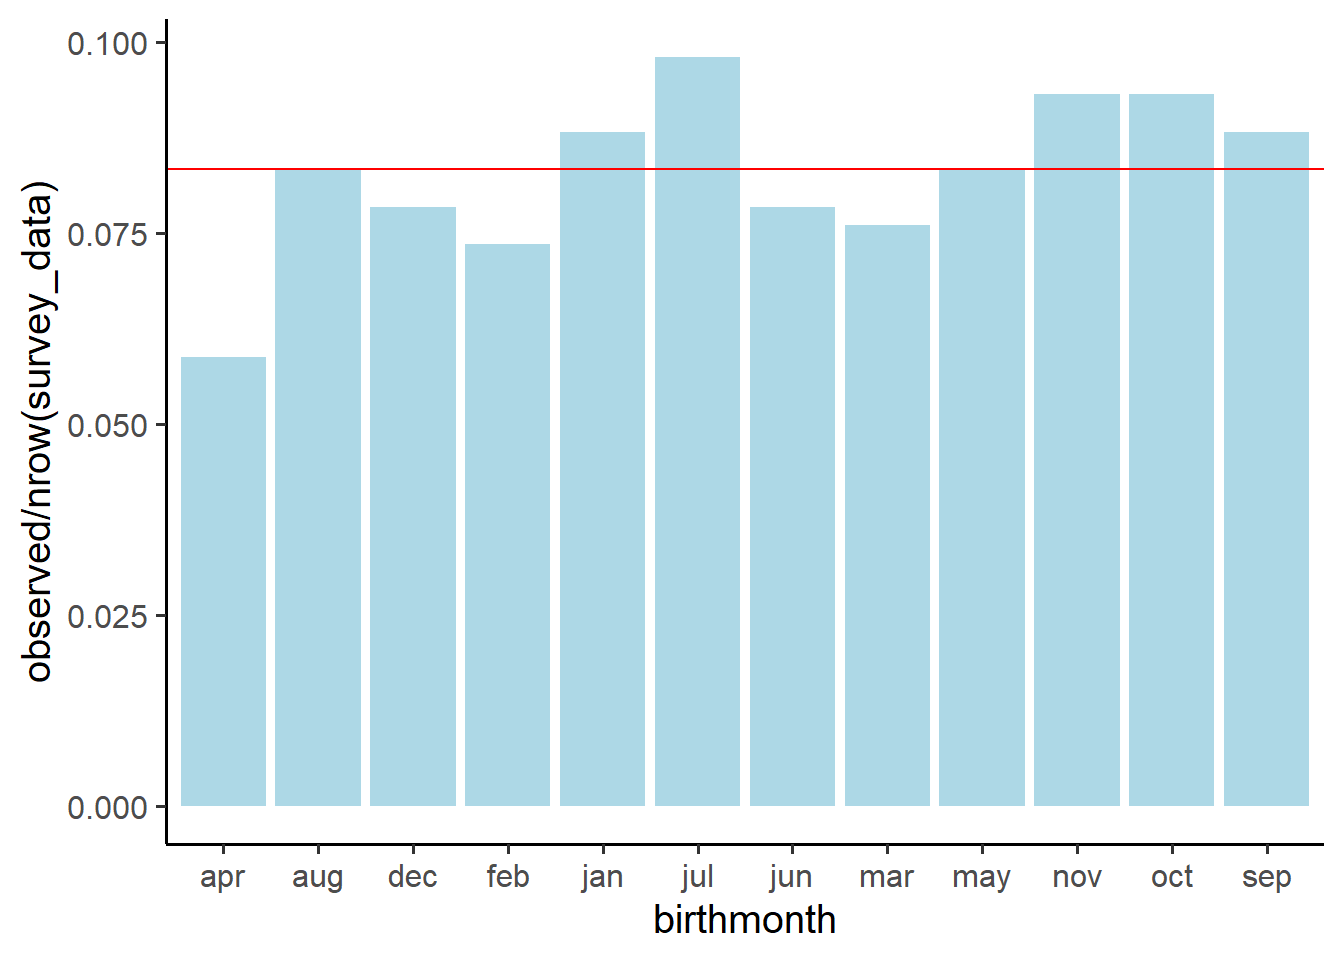 observed/nrow(survey_data)
0.100
0.075
0.050
0.025
0.000
apr aug dec feb jan jul jun mar may nov oct sep
birthmonth